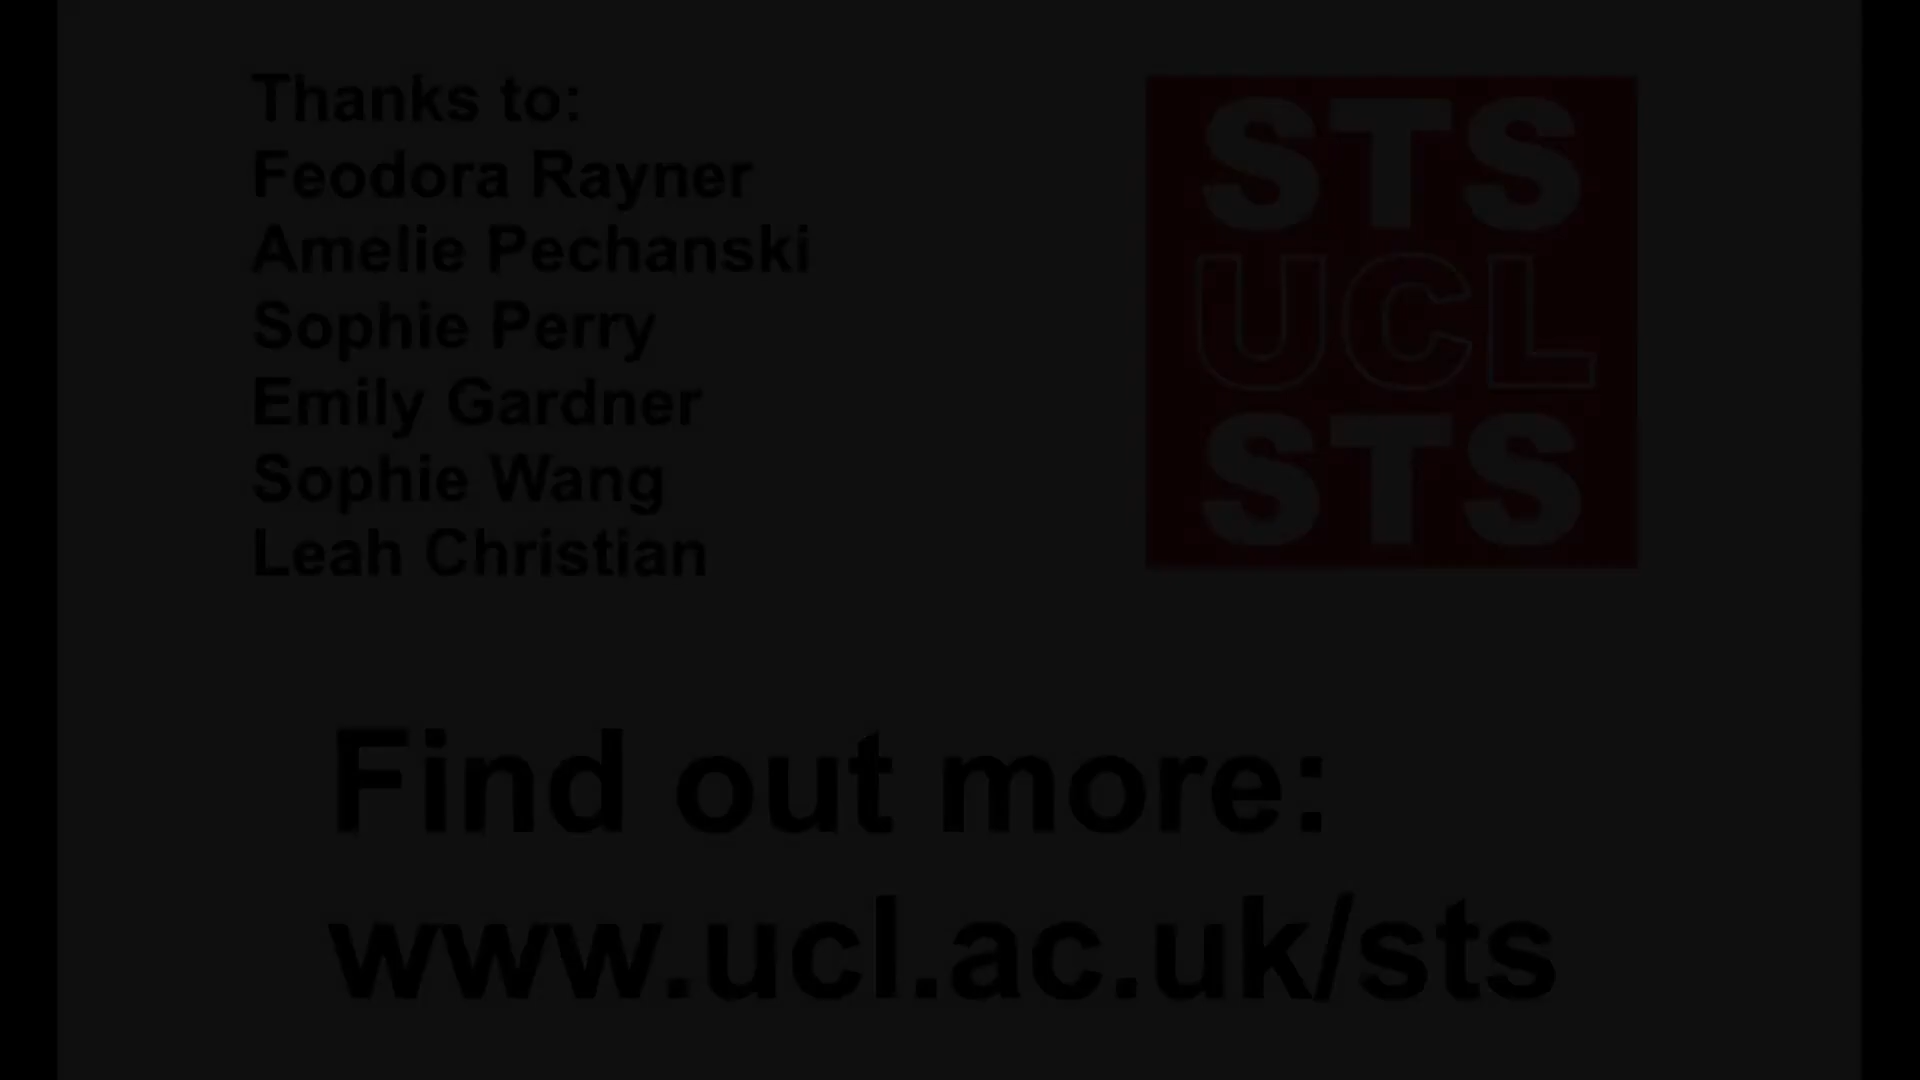 Thanks to:
Feodora Rayner
Amelie Pechanski
Sophie Perry
Emily Gardner
Sophie Wang
Leah Christian
STS
UCL
STS
Find out more:
www.ucl.ac.uk/sts